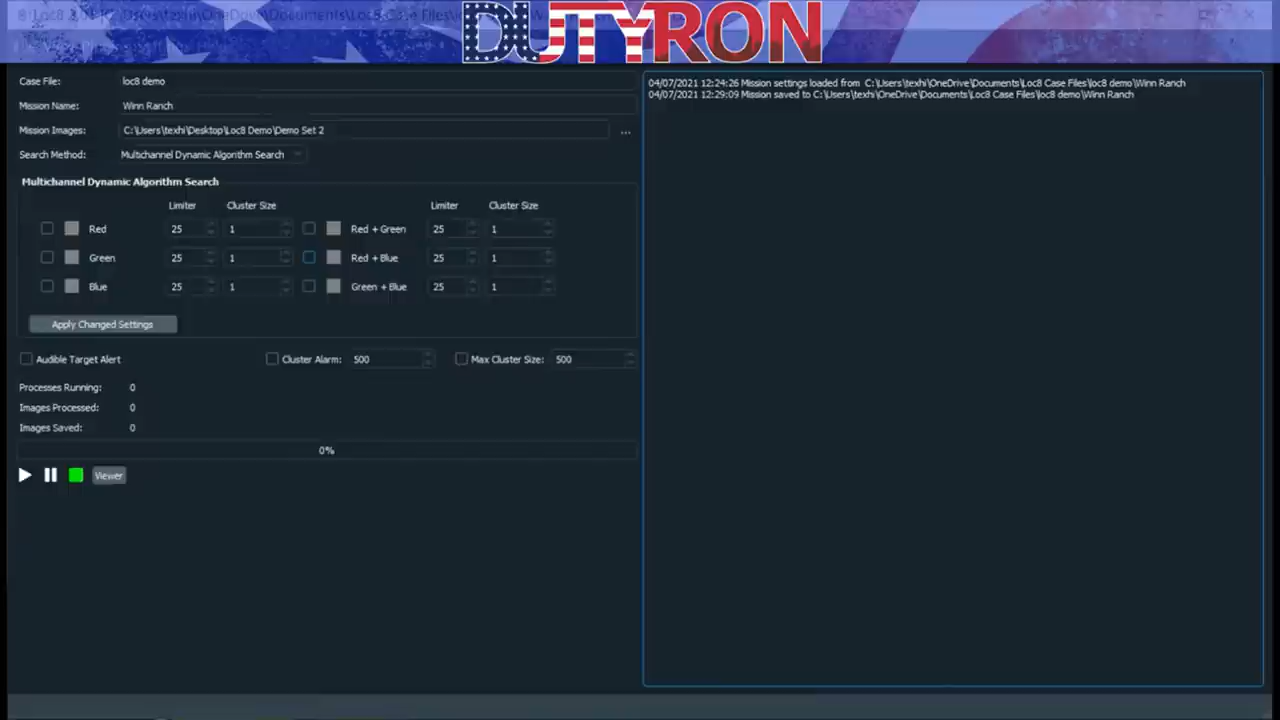 DUTYRON
Case File: loc8 demo
Mission Name: Winn Ranch
Mission Images: C:\Users\texhi\Desktop\Loc8 Demo\Demo Set 2 ...
Search Method: Multichannel Dynamic Algorithm Search
Multichannel Dynamic Algorithm Search
Limiter Cluster Size Limiter Cluster Size
Red 25 1 Red + Green 25 1
Green 25 1 Red + Blue 25 1
Blue 25 1 Green + Blue 25 1
Apply Changed Settings
Audible Target Alert Cluster Alarm: 500 Max Cluster Size: 500
Processes Running: 0
Images Processed: 0
Images Saved: 0
0%
Viewer
04/07/2021 12:24:26 Mission settings loaded from C:\Users\texhi\OneDrive\Documents\Loc8 Case Files\loc8 demo\Winn Ranch
04/07/2021 12:29:09 Mission saved to C:\Users\texhi\OneDrive\Documents\Loc8 Case Files\loc8 demo\Winn Ranch